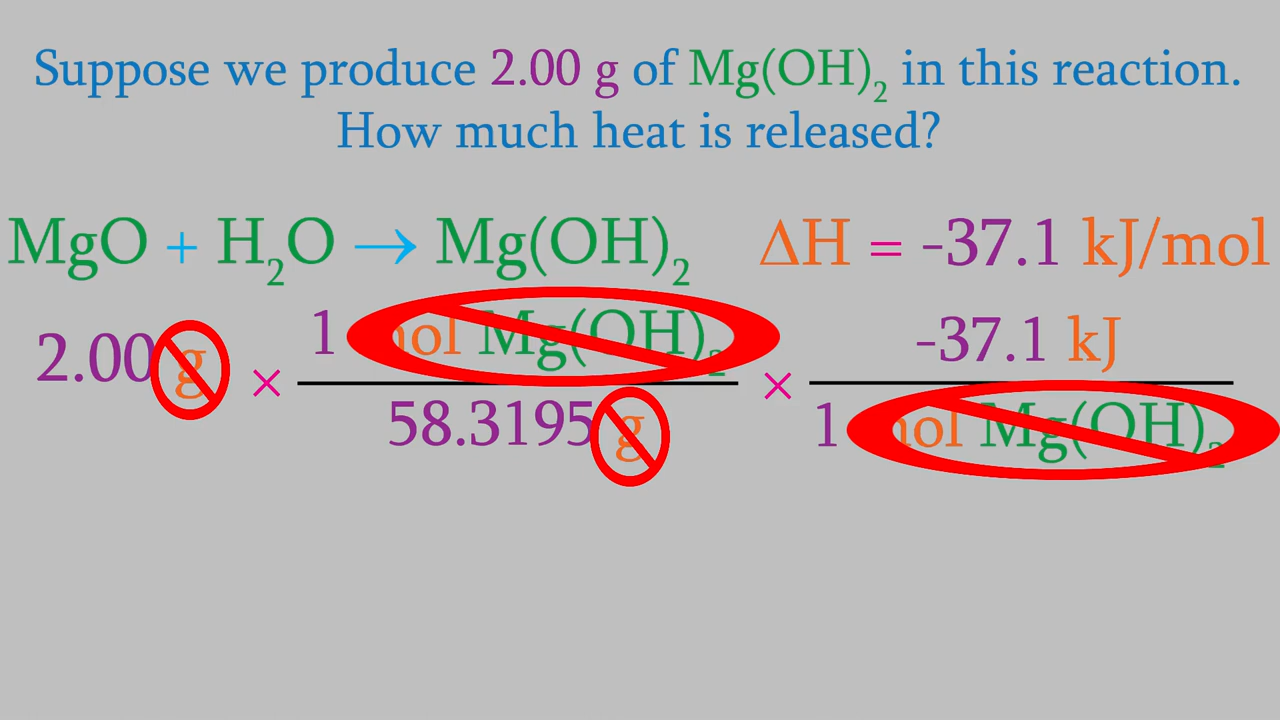 Suppose we produce 2.00 g of Mg(OH)₂ in this reaction.
How much heat is released?
MgO + H₂O → Mg(OH)₂ ΔH = -37.1 kJ/mol
2.00 g × 1 mol Mg(OH)₂ × -37.1 kJ
58.3195 g 1 mol Mg(OH)₂